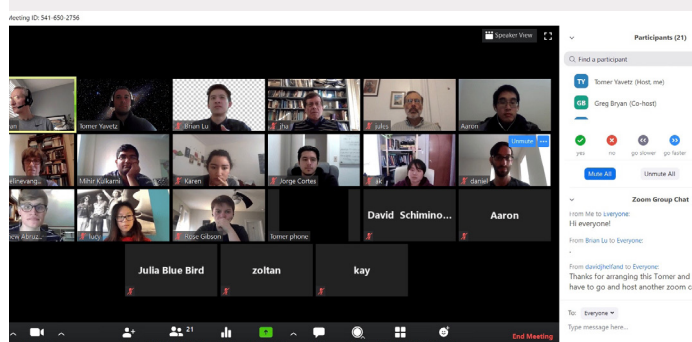 Meeting ID: 541-650-2756
Speaker View
Participants (21)
Find a participant
TY Tomer Yavetz (Host, me)
GB Greg Bryan (Co-host)
yes no go slower go faster
Mute All Unmute All
Tomer Yavetz
Brian Lu
jha
jules
Aaron
Unmute ...
Mihir Kulkarni
Karen
Jorge Cortes
ak
daniel
lucy
Rose Gibson
Tomer phone
David Schimino...
Aaron
Julia Blue Bird
zoltan
kay
21
End Meeting
Zoom Group Chat
From Me to Everyone:
Hi everyone!
From Brian Lu to Everyone:
.
From davidjhelfand to Everyone:
Thanks for arranging this Tomer and
have to go and host another zoom c
To: Everyone
Type message here...